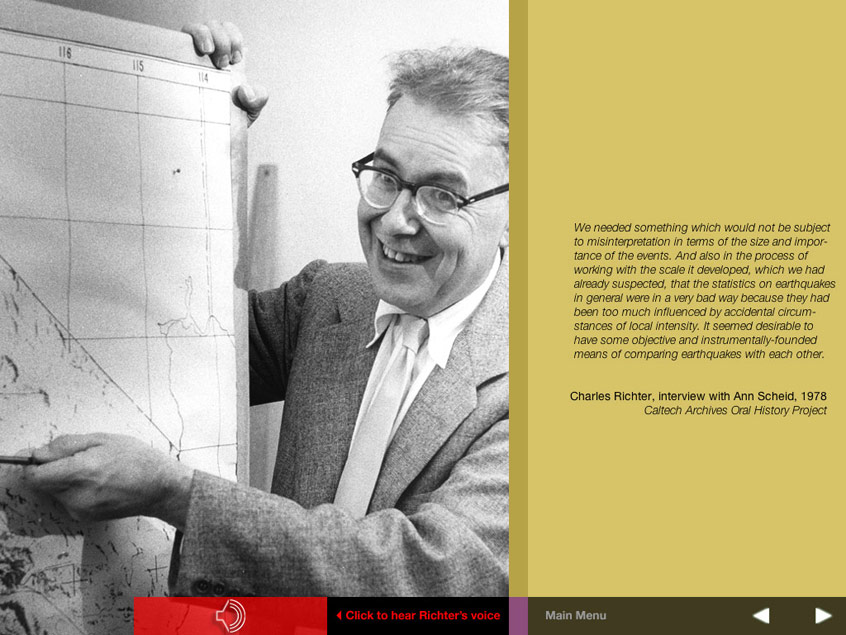 116
115
114
We needed something which would not be subject
to misinterpretation in terms of the size and impor-
tance of the events. And also in the process of
working with the scale it developed, which we had
already suspected, that the statistics on earthquakes
in general were in a very bad way because they had
been too much influenced by accidental circum-
stances of local intensity. It seemed desirable to
have some objective and instrumentally-founded
means of comparing earthquakes with each other.
Charles Richter, interview with Ann Scheid, 1978
Caltech Archives Oral History Project
Click to hear Richter's voice
Main Menu